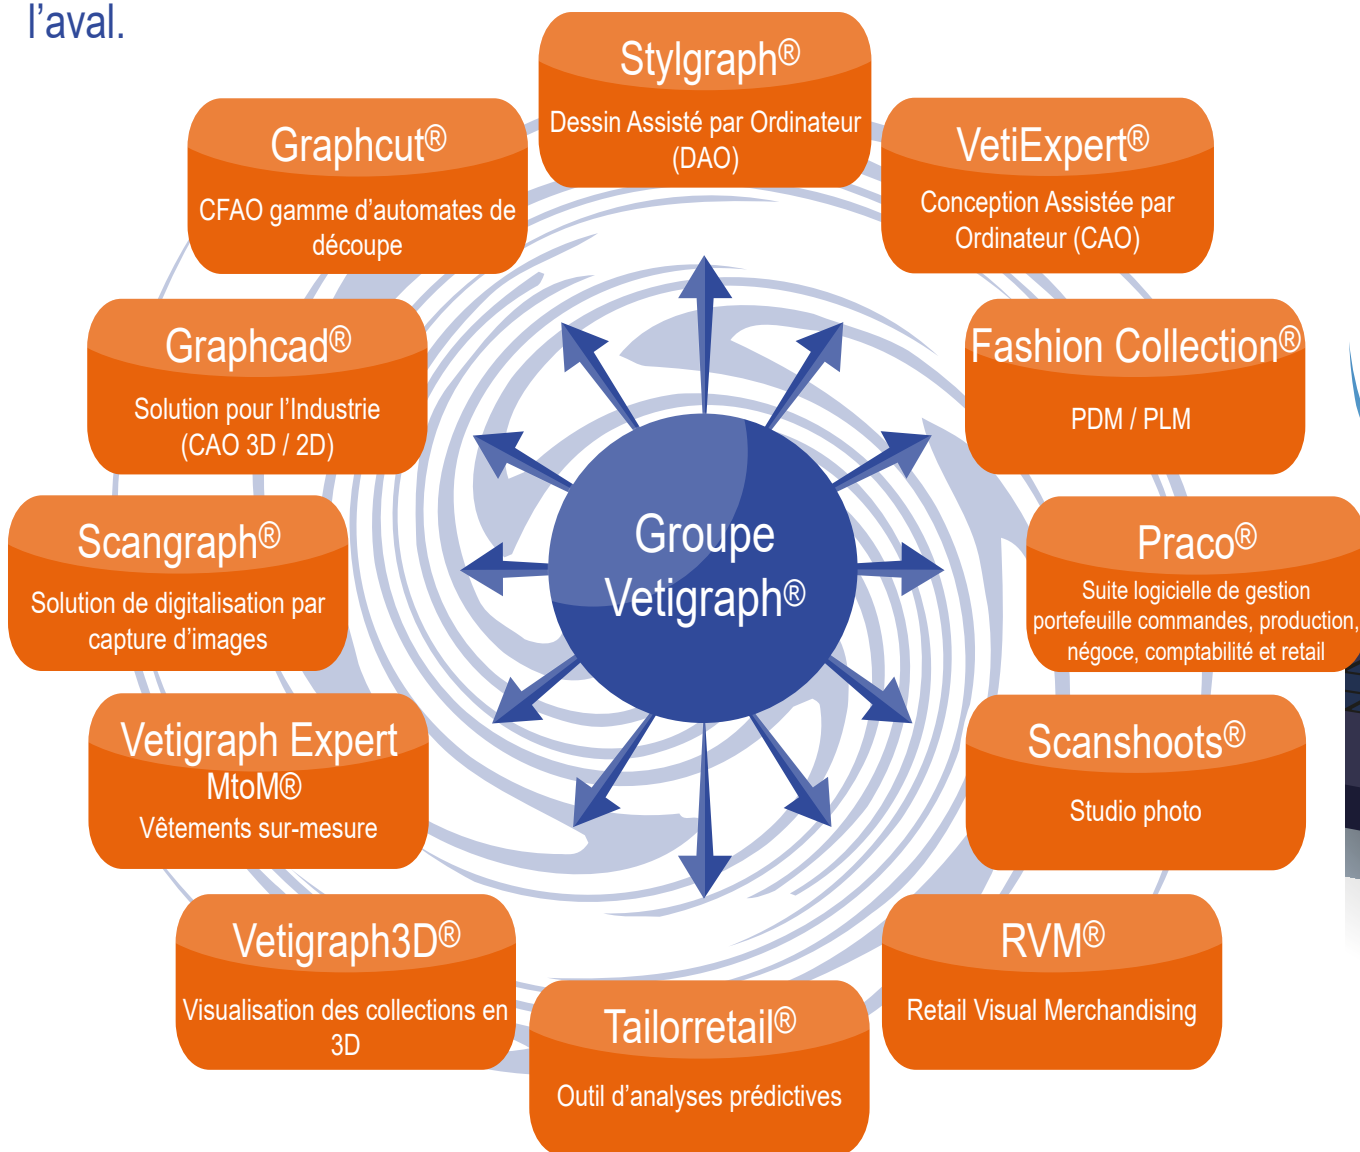 l'aval.
Stylgraph®
Dessin Assisté par Ordinateur
(DAO)
Graphcut®
CFAO gamme d'automates de
découpe
VetiExpert®
Conception Assistée par
Ordinateur (CAO)
Graphcad®
Solution pour l'Industrie
(CAO 3D / 2D)
Fashion Collection®
PDM / PLM
Scangraph®
Solution de digitalisation par
capture d'images
Groupe
Vetigraph®
Praco®
Suite logicielle de gestion
portefeuille commandes, production,
négoce, comptabilité et retail
Vetigraph Expert
MtoM®
Vêtements sur-mesure
Scanshoots®
Studio photo
Vetigraph3D®
Visualisation des collections en
3D
Tailorretail®
Outil d'analyses prédictives
RVM®
Retail Visual Merchandising